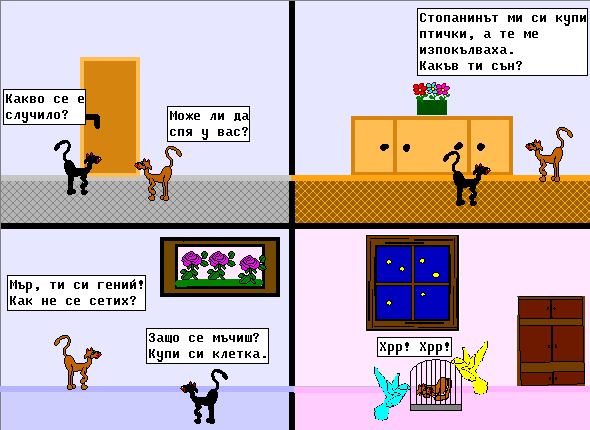 Какво се е
случило?
Може ли да
спя у вас?
Стопанинът ми си купи
птички, а те ме
изпокълваха.
Какъв ти сън?
Мър, ти си гений!
Как не се сетих?
Защо се мъчиш?
Купи си клетка.
Хрр! Хрр!